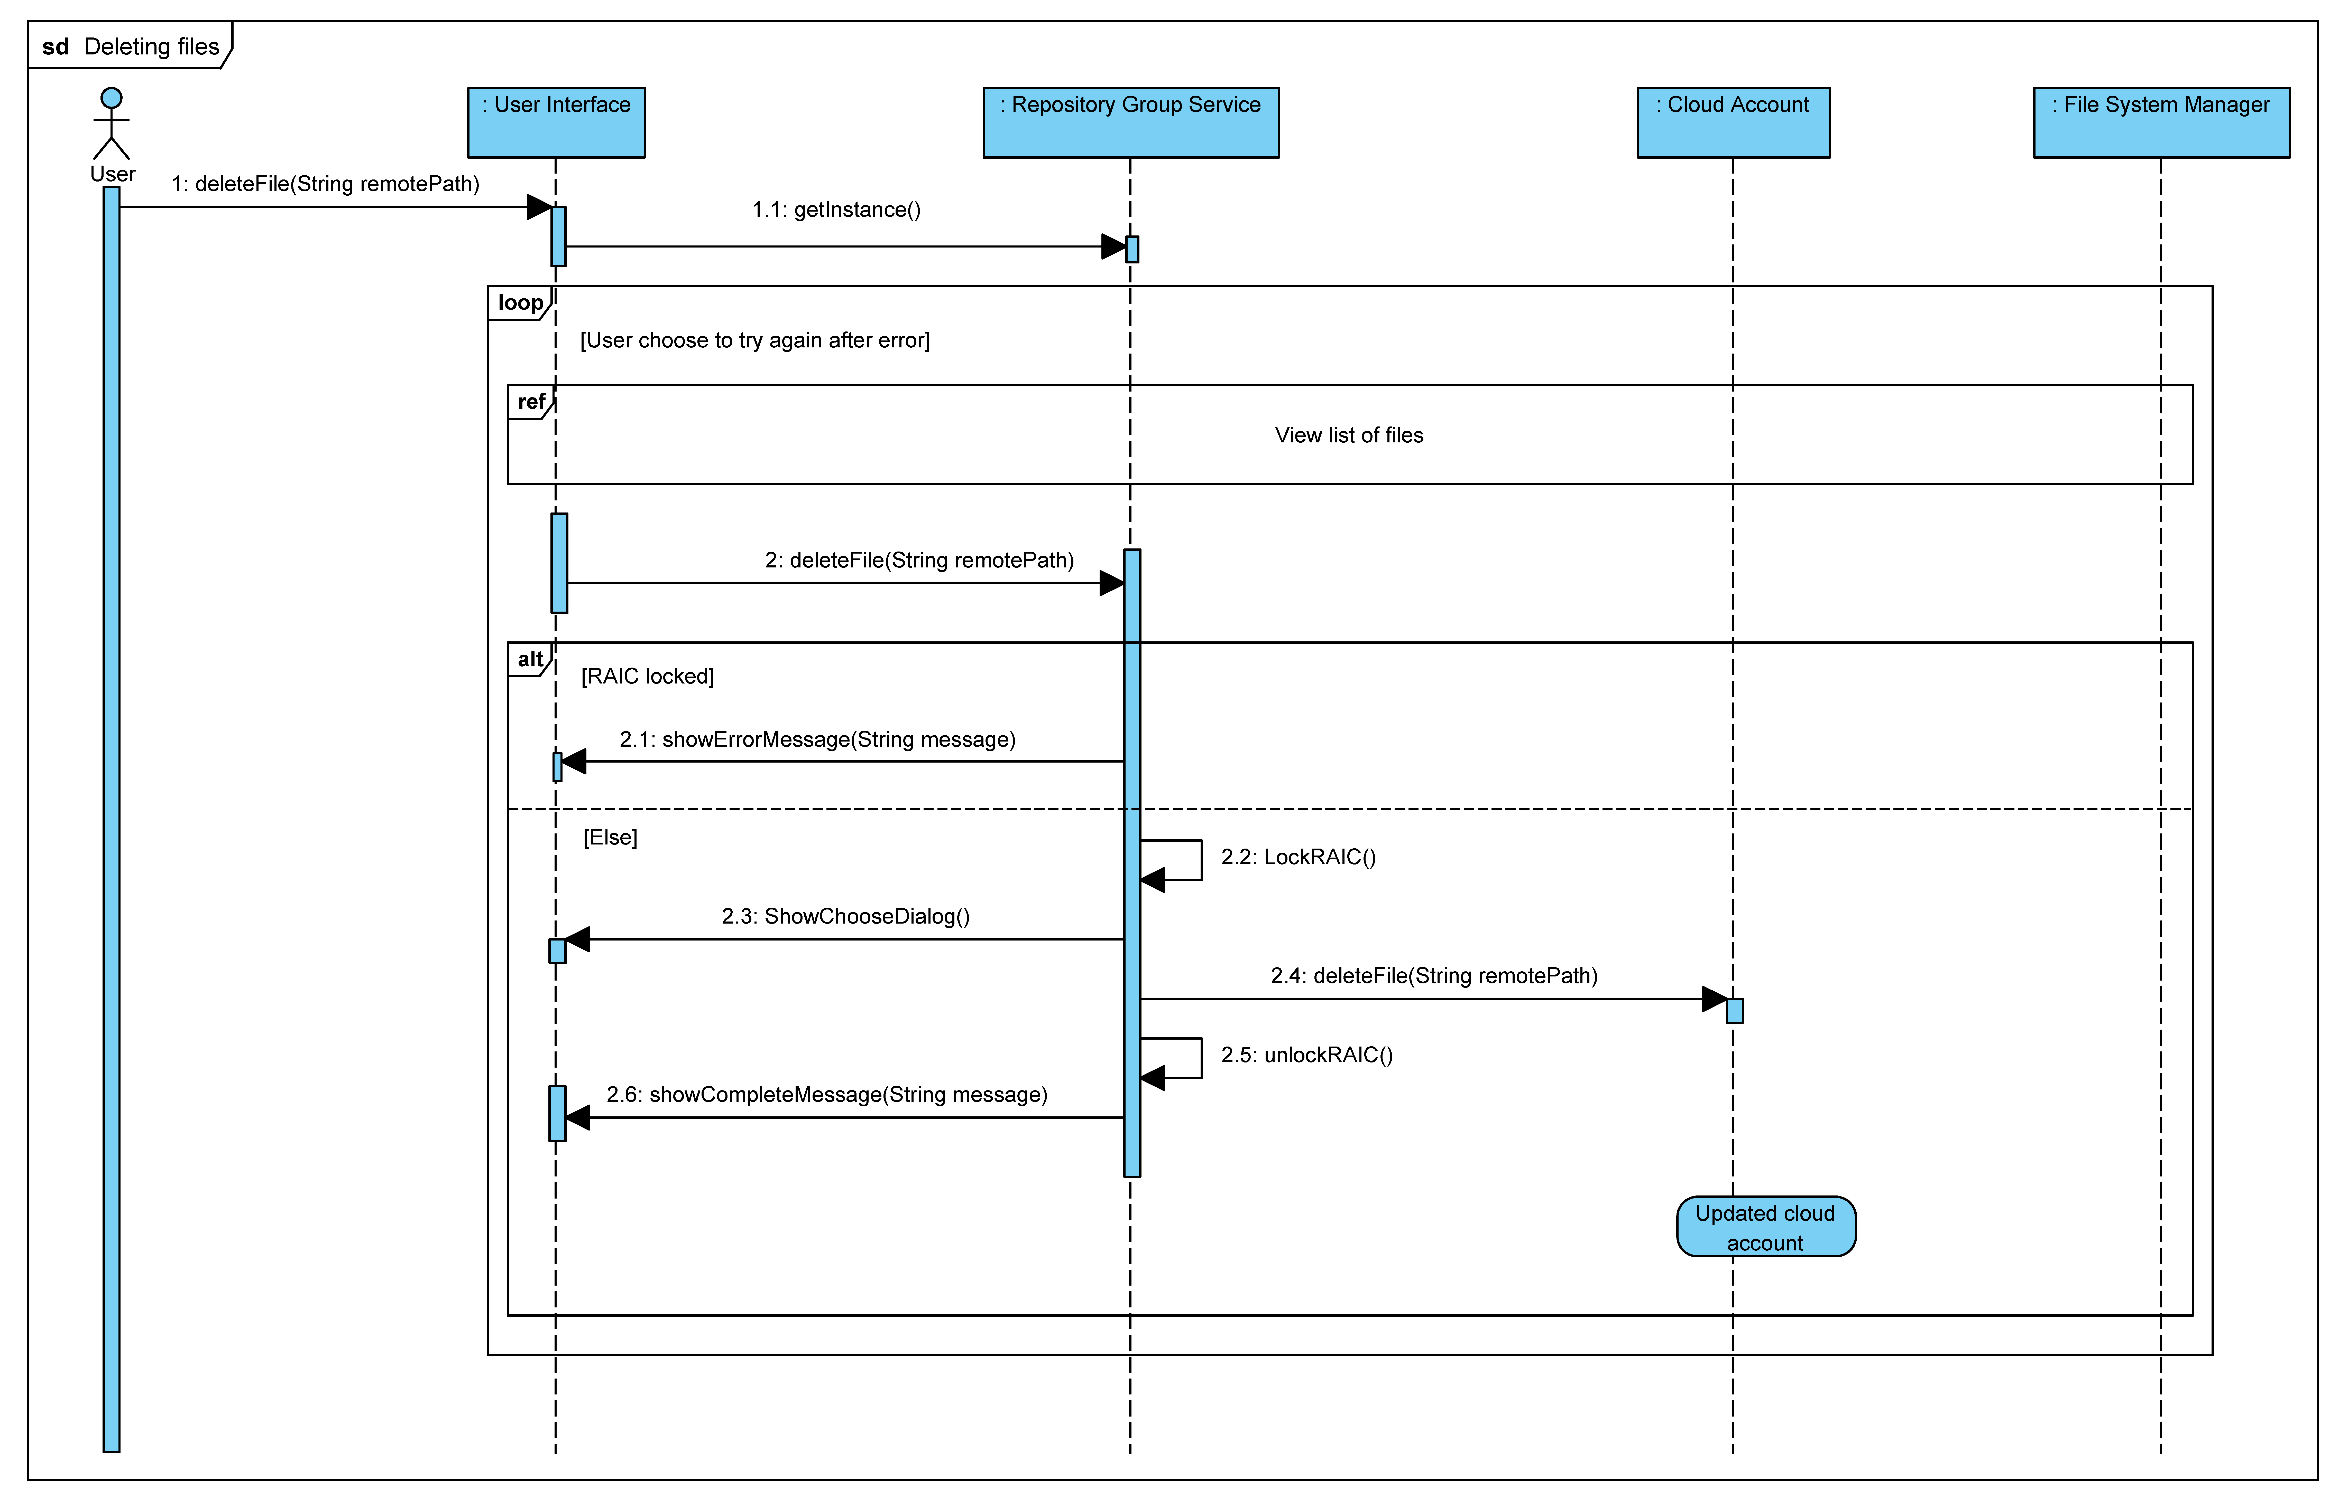 sd Deleting files
User
: User Interface
: Repository Group Service
: Cloud Account
: File System Manager
1: deleteFile(String remotePath)
1.1: getInstance()
loop
[User choose to try again after error]
ref
View list of files
2: deleteFile(String remotePath)
alt
[RAIC locked]
2.1: showErrorMessage(String message)
[Else]
2.2: LockRAIC()
2.3: ShowChooseDialog()
2.4: deleteFile(String remotePath)
2.5: unlockRAIC()
2.6: showCompleteMessage(String message)
Updated cloud
account